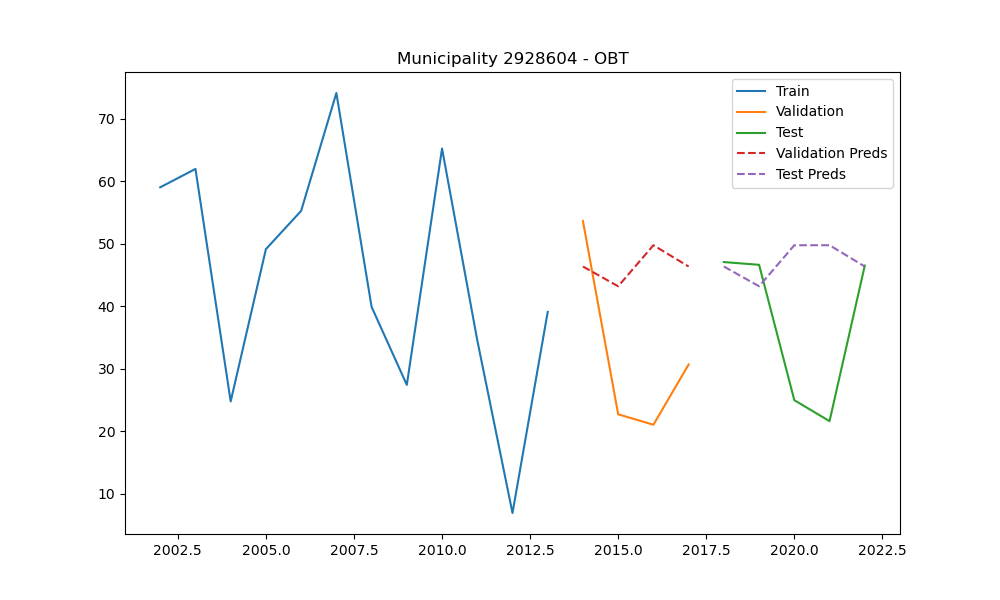 Municipality 2928604 - OBT
Train
Validation
Test
Validation Preds
Test Preds
70
60
50
40
30
20
10
2002.5 2005.0 2007.5 2010.0 2012.5 2015.0 2017.5 2020.0 2022.5